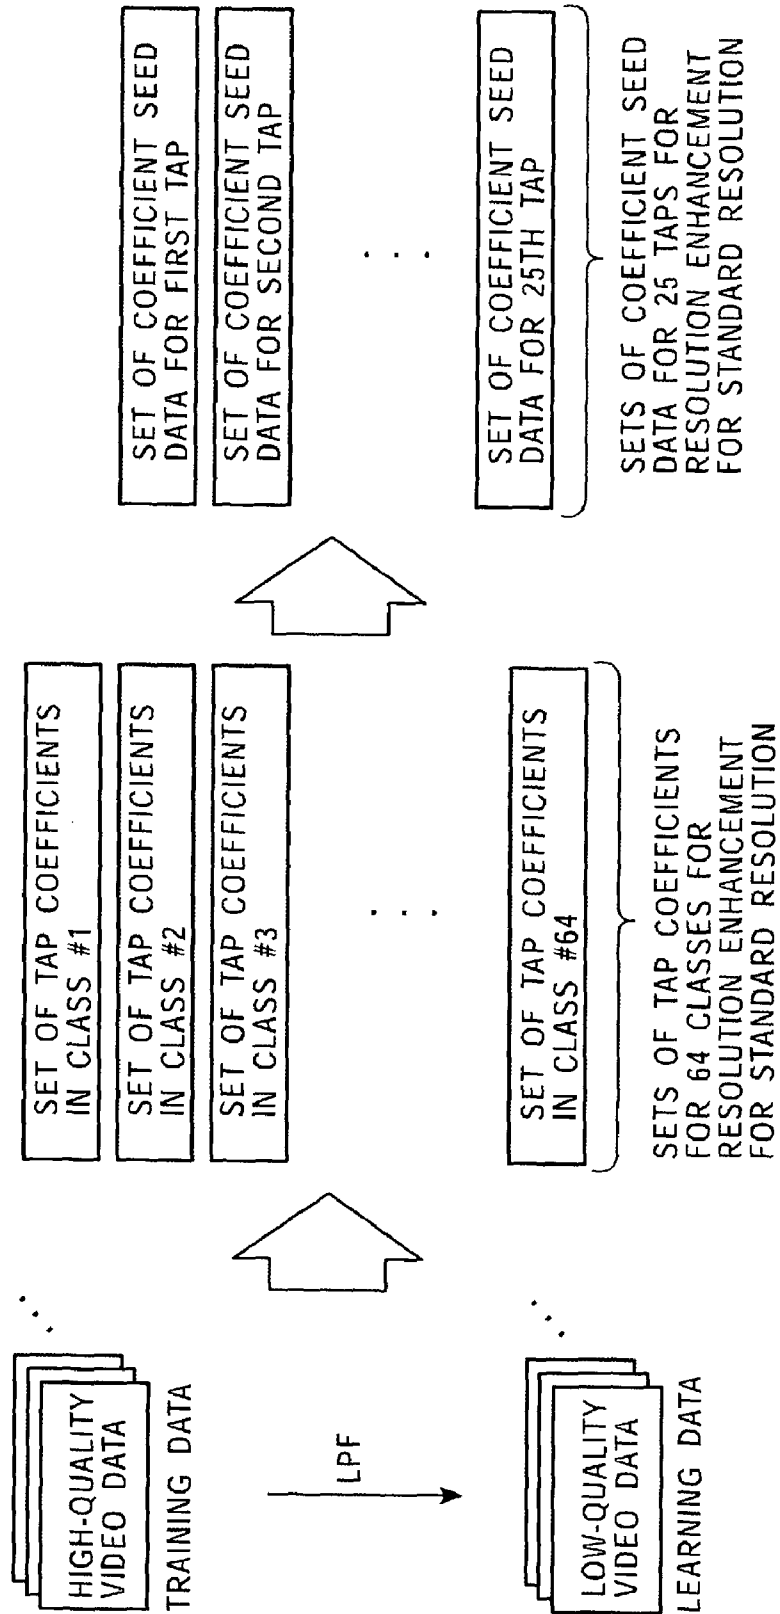 HIGH-QUALITY
VIDEO DATA
TRAINING DATA
LPF
LOW-QUALITY
VIDEO DATA
LEARNING DATA
SET OF TAP COEFFICIENTS
IN CLASS #1
SET OF TAP COEFFICIENTS
IN CLASS #2
SET OF TAP COEFFICIENTS
IN CLASS #3
SET OF TAP COEFFICIENTS
IN CLASS #64
SETS OF TAP COEFFICIENTS
FOR 64 CLASSES FOR
RESOLUTION ENHANCEMENT
FOR STANDARD RESOLUTION
SET OF COEFFICIENT SEED
DATA FOR FIRST TAP
SET OF COEFFICIENT SEED
DATA FOR SECOND TAP
SET OF COEFFICIENT SEED
DATA FOR 25TH TAP
SETS OF COEFFICIENT SEED
DATA FOR 25 TAPS FOR
RESOLUTION ENHANCEMENT
FOR STANDARD RESOLUTION